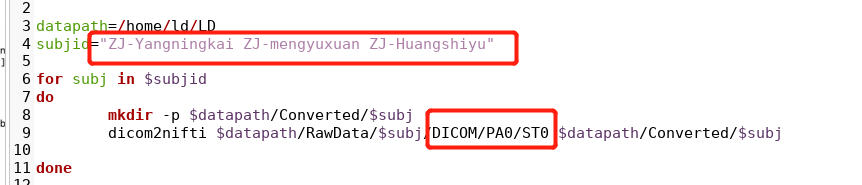 2
3 datapath=/home/ld/LD
4 subjid="ZJ-Yangningkai ZJ-mengyuxuan ZJ-Huangshiyu"
5
6 for subj in $subjid
7 do
8 mkdir -p $datapath/Converted/$subj
9 dicom2nifti $datapath/RawData/$subj/DICOM/PA0/ST0 $datapath/Converted/$subj
10
11 done
12